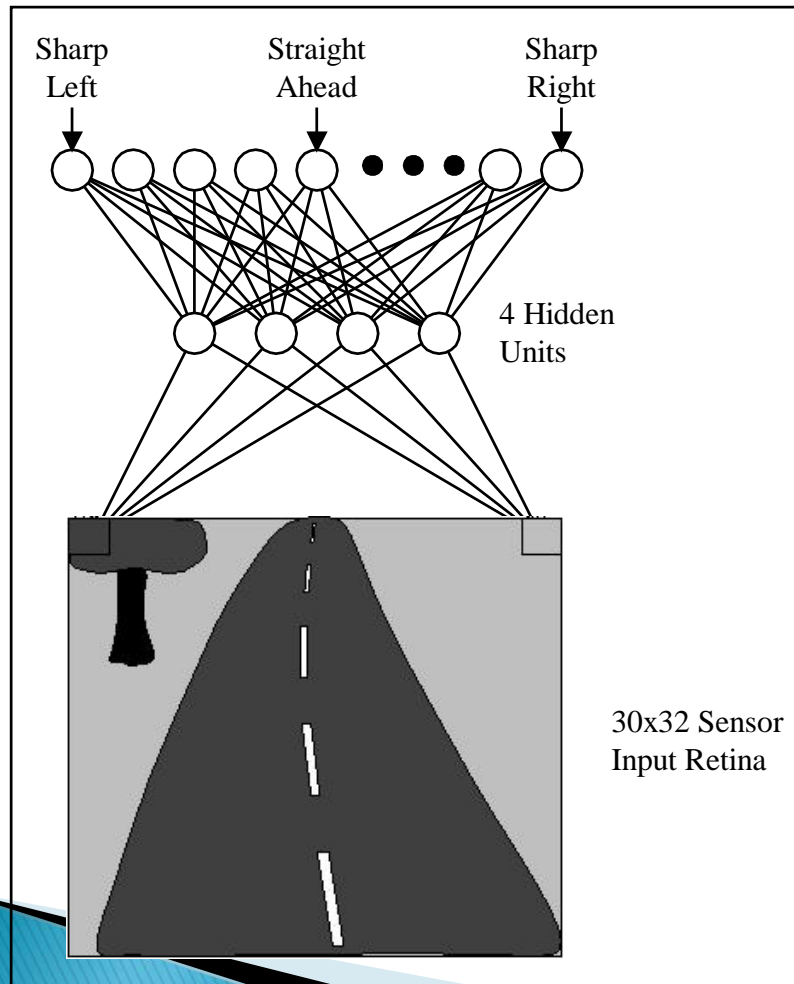 Sharp
Left
Straight
Ahead
Sharp
Right
4 Hidden
Units
30x32 Sensor
Input Retina